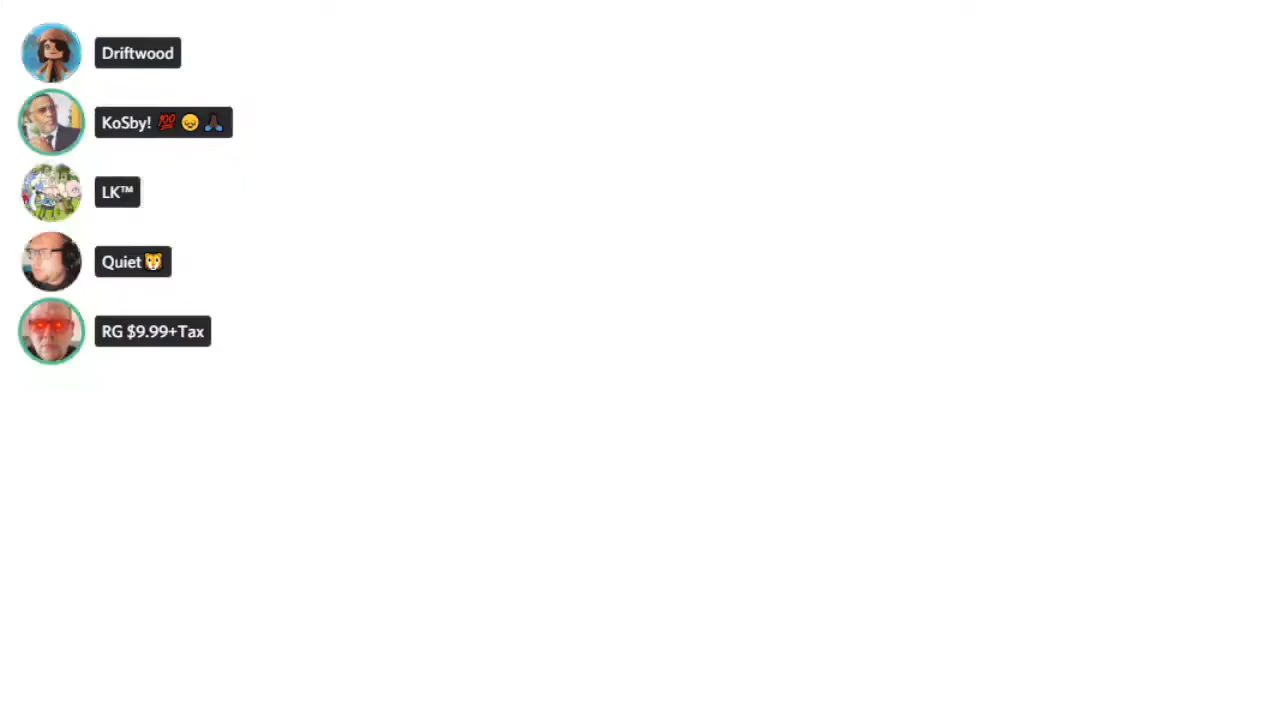 Driftwood
KoSby! 💯 😞 🙏🏿
LK™
Quiet 🐯
RG $9.99+Tax